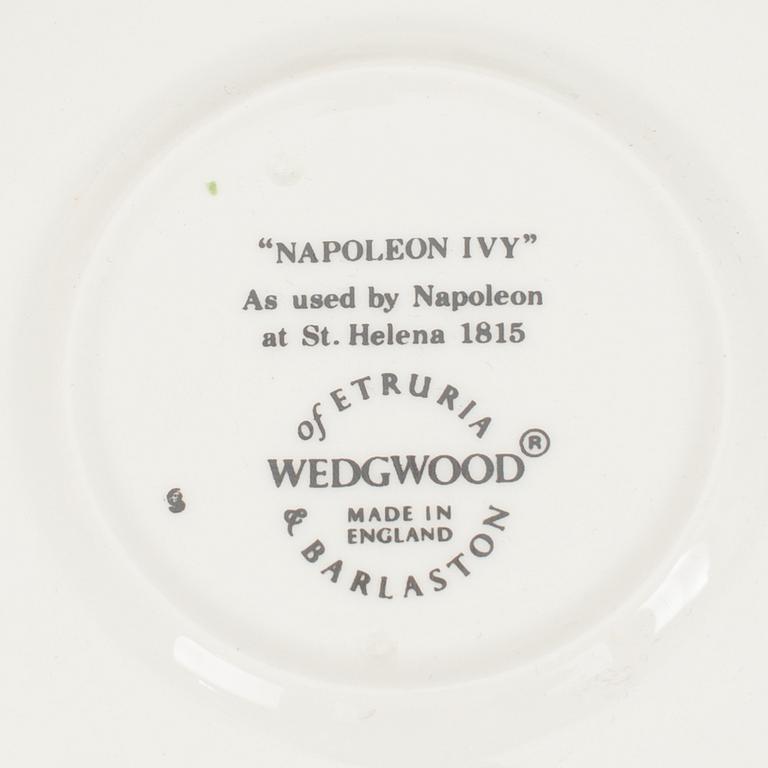 “NAPOLEON IVY”
As used by Napoleon
at St. Helena 1815
of ETRURIA
WEDGWOOD®
MADE IN
ENGLAND
& BARLASTON